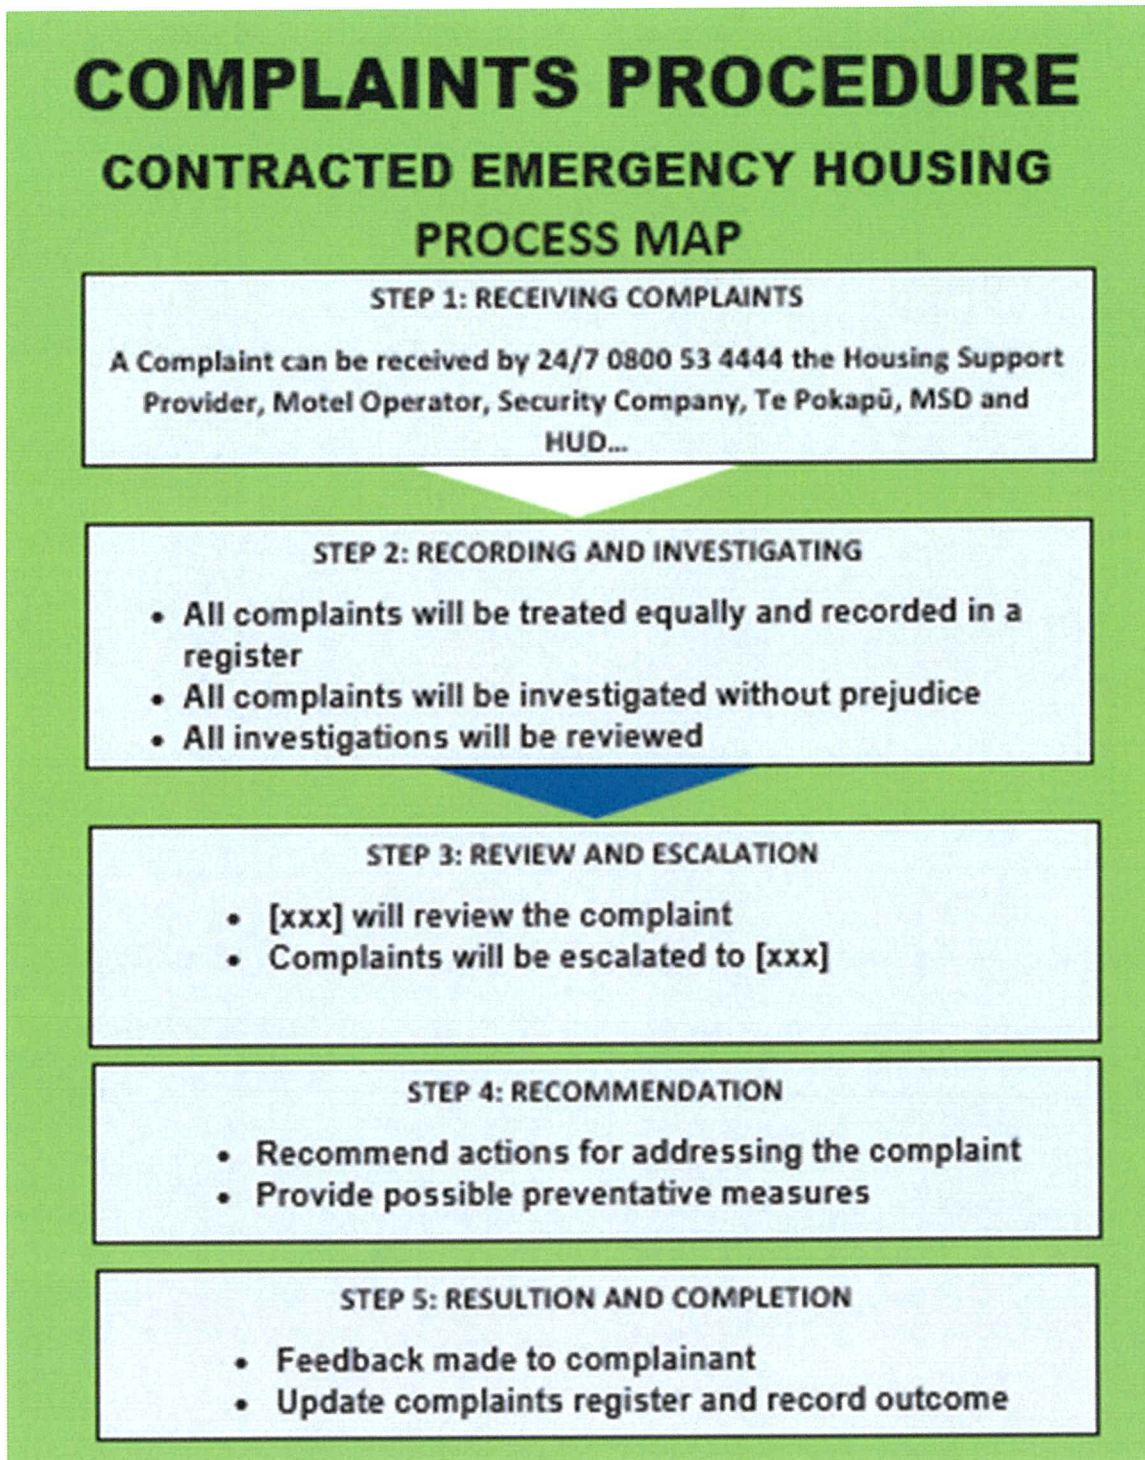 COMPLAINTS PROCEDURE
CONTRACTED EMERGENCY HOUSING
PROCESS MAP
STEP 1: RECEIVING COMPLAINTS
A Complaint can be received by 24/7 0800 53 4444 the Housing Support
Provider, Motel Operator, Security Company, Te Pokapū, MSD and
HUD...
STEP 2: RECORDING AND INVESTIGATING
• All complaints will be treated equally and recorded in a
register
• All complaints will be investigated without prejudice
• All investigations will be reviewed
STEP 3: REVIEW AND ESCALATION
• [xxx] will review the complaint
• Complaints will be escalated to [xxx]
STEP 4: RECOMMENDATION
• Recommend actions for addressing the complaint
• Provide possible preventative measures
STEP 5: RESULTION AND COMPLETION
• Feedback made to complainant
• Update complaints register and record outcome